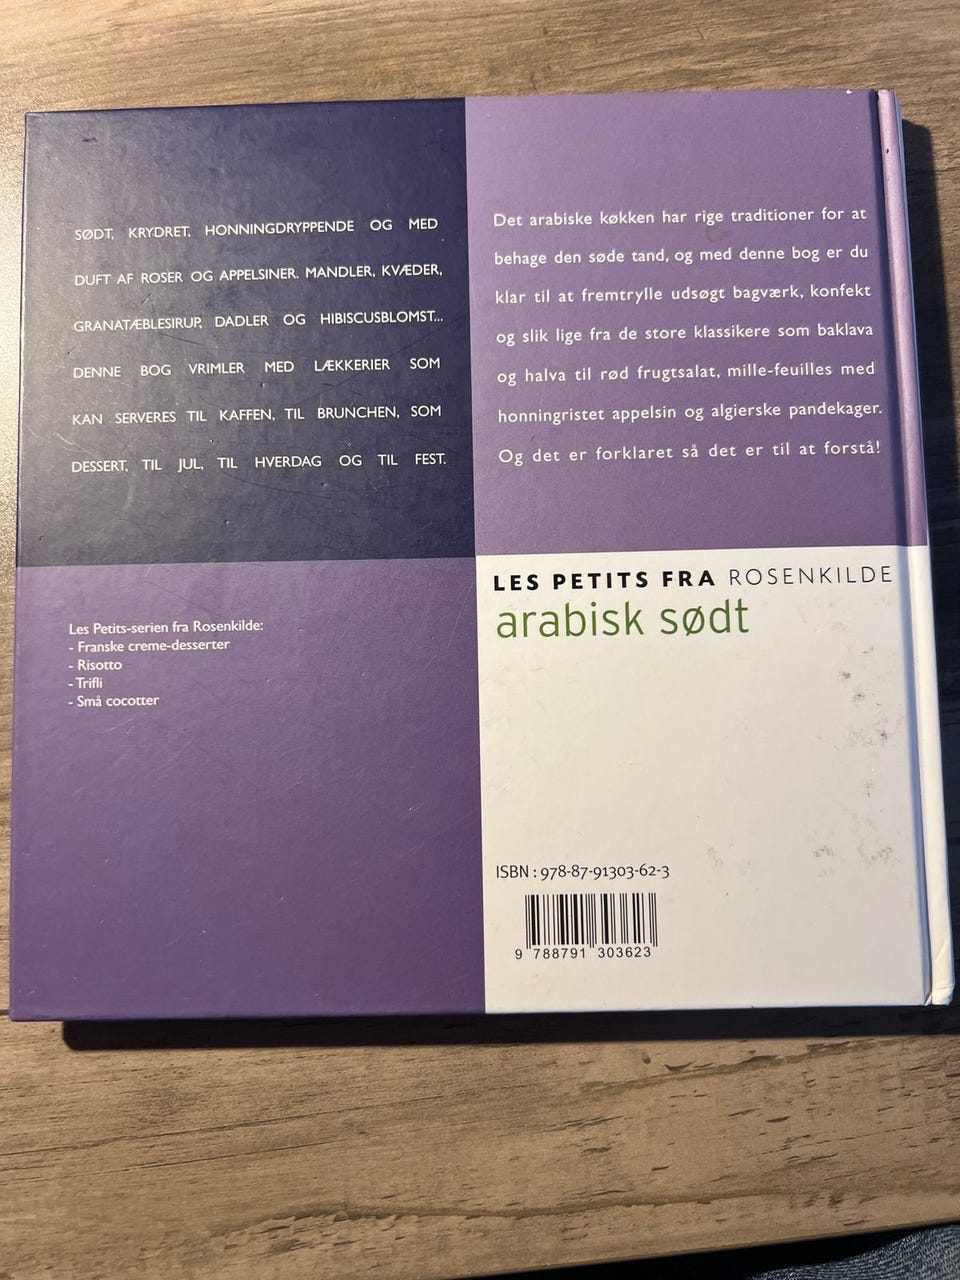 SØDT, KRYDRET, HONNINGDRYPPENDE OG MED
DUFT AF ROSER OG APPELSINER. MANDLER, KVÆDER,
GRANATÆBLESIRUP, DADLER OG HIBISCUSBLOMST...
DENNE BOG VRIMLER MED LÆKKERIER SOM
KAN SERVERES TIL KAFFEN, TIL BRUNCHEN, SOM
DESSERT, TIL JUL, TIL HVERDAG OG TIL FEST.
Det arabiske køkken har rige traditioner for at
behage den søde tand, og med denne bog er du
klar til at fremtrylle udsøgt bagværk, konfekt
og slik lige fra de store klassikere som baklava
og halva til rød frugtsalat, mille-feuilles med
honningristet appelsin og algierske pandekager.
Og det er forklaret så det er til at forstå!
Les Petits-serien fra Rosenkilde:
- Franske creme-desserter
- Risotto
- Trifli
- Små cocotter
LES PETITS FRA ROSENKILDE
arabisk sødt
ISBN : 978-87-91303-62-3
9 788791 303623